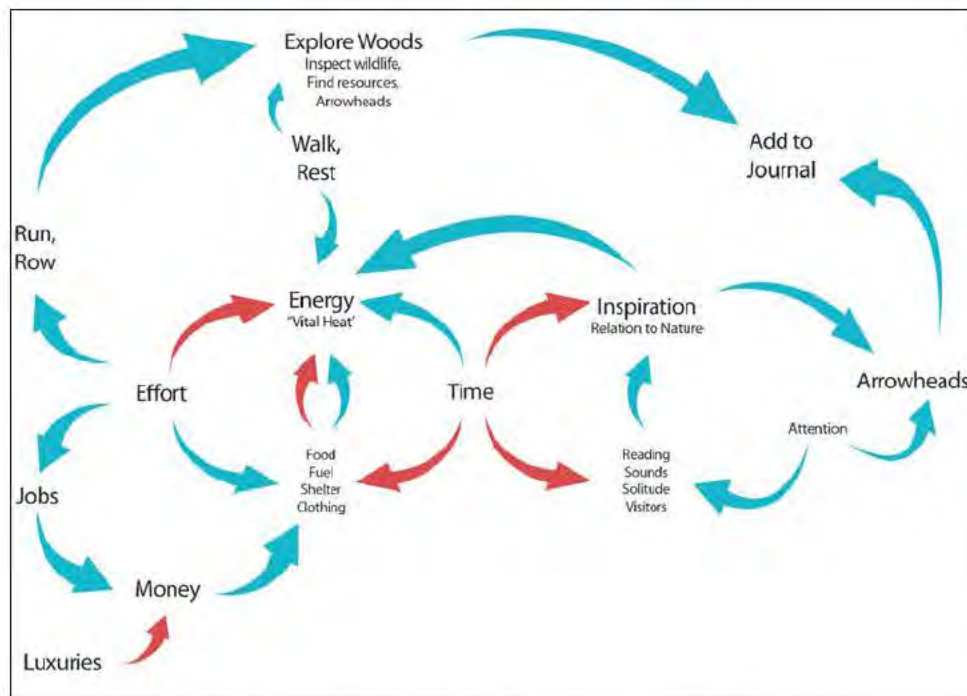 Explore Woods
Inspect wildlife,
Find resources,
Arrowheads
Walk,
Rest
Add to
Journal
Run,
Row
Energy
"Vital Heat'
Inspiration
Relation to Nature
Effort
Time
Arrowheads
Attention
Food
Fuel
Shelter
Clothing
Reading
Sounds
Solitude
Visitors
Jobs
Money
Luxuries